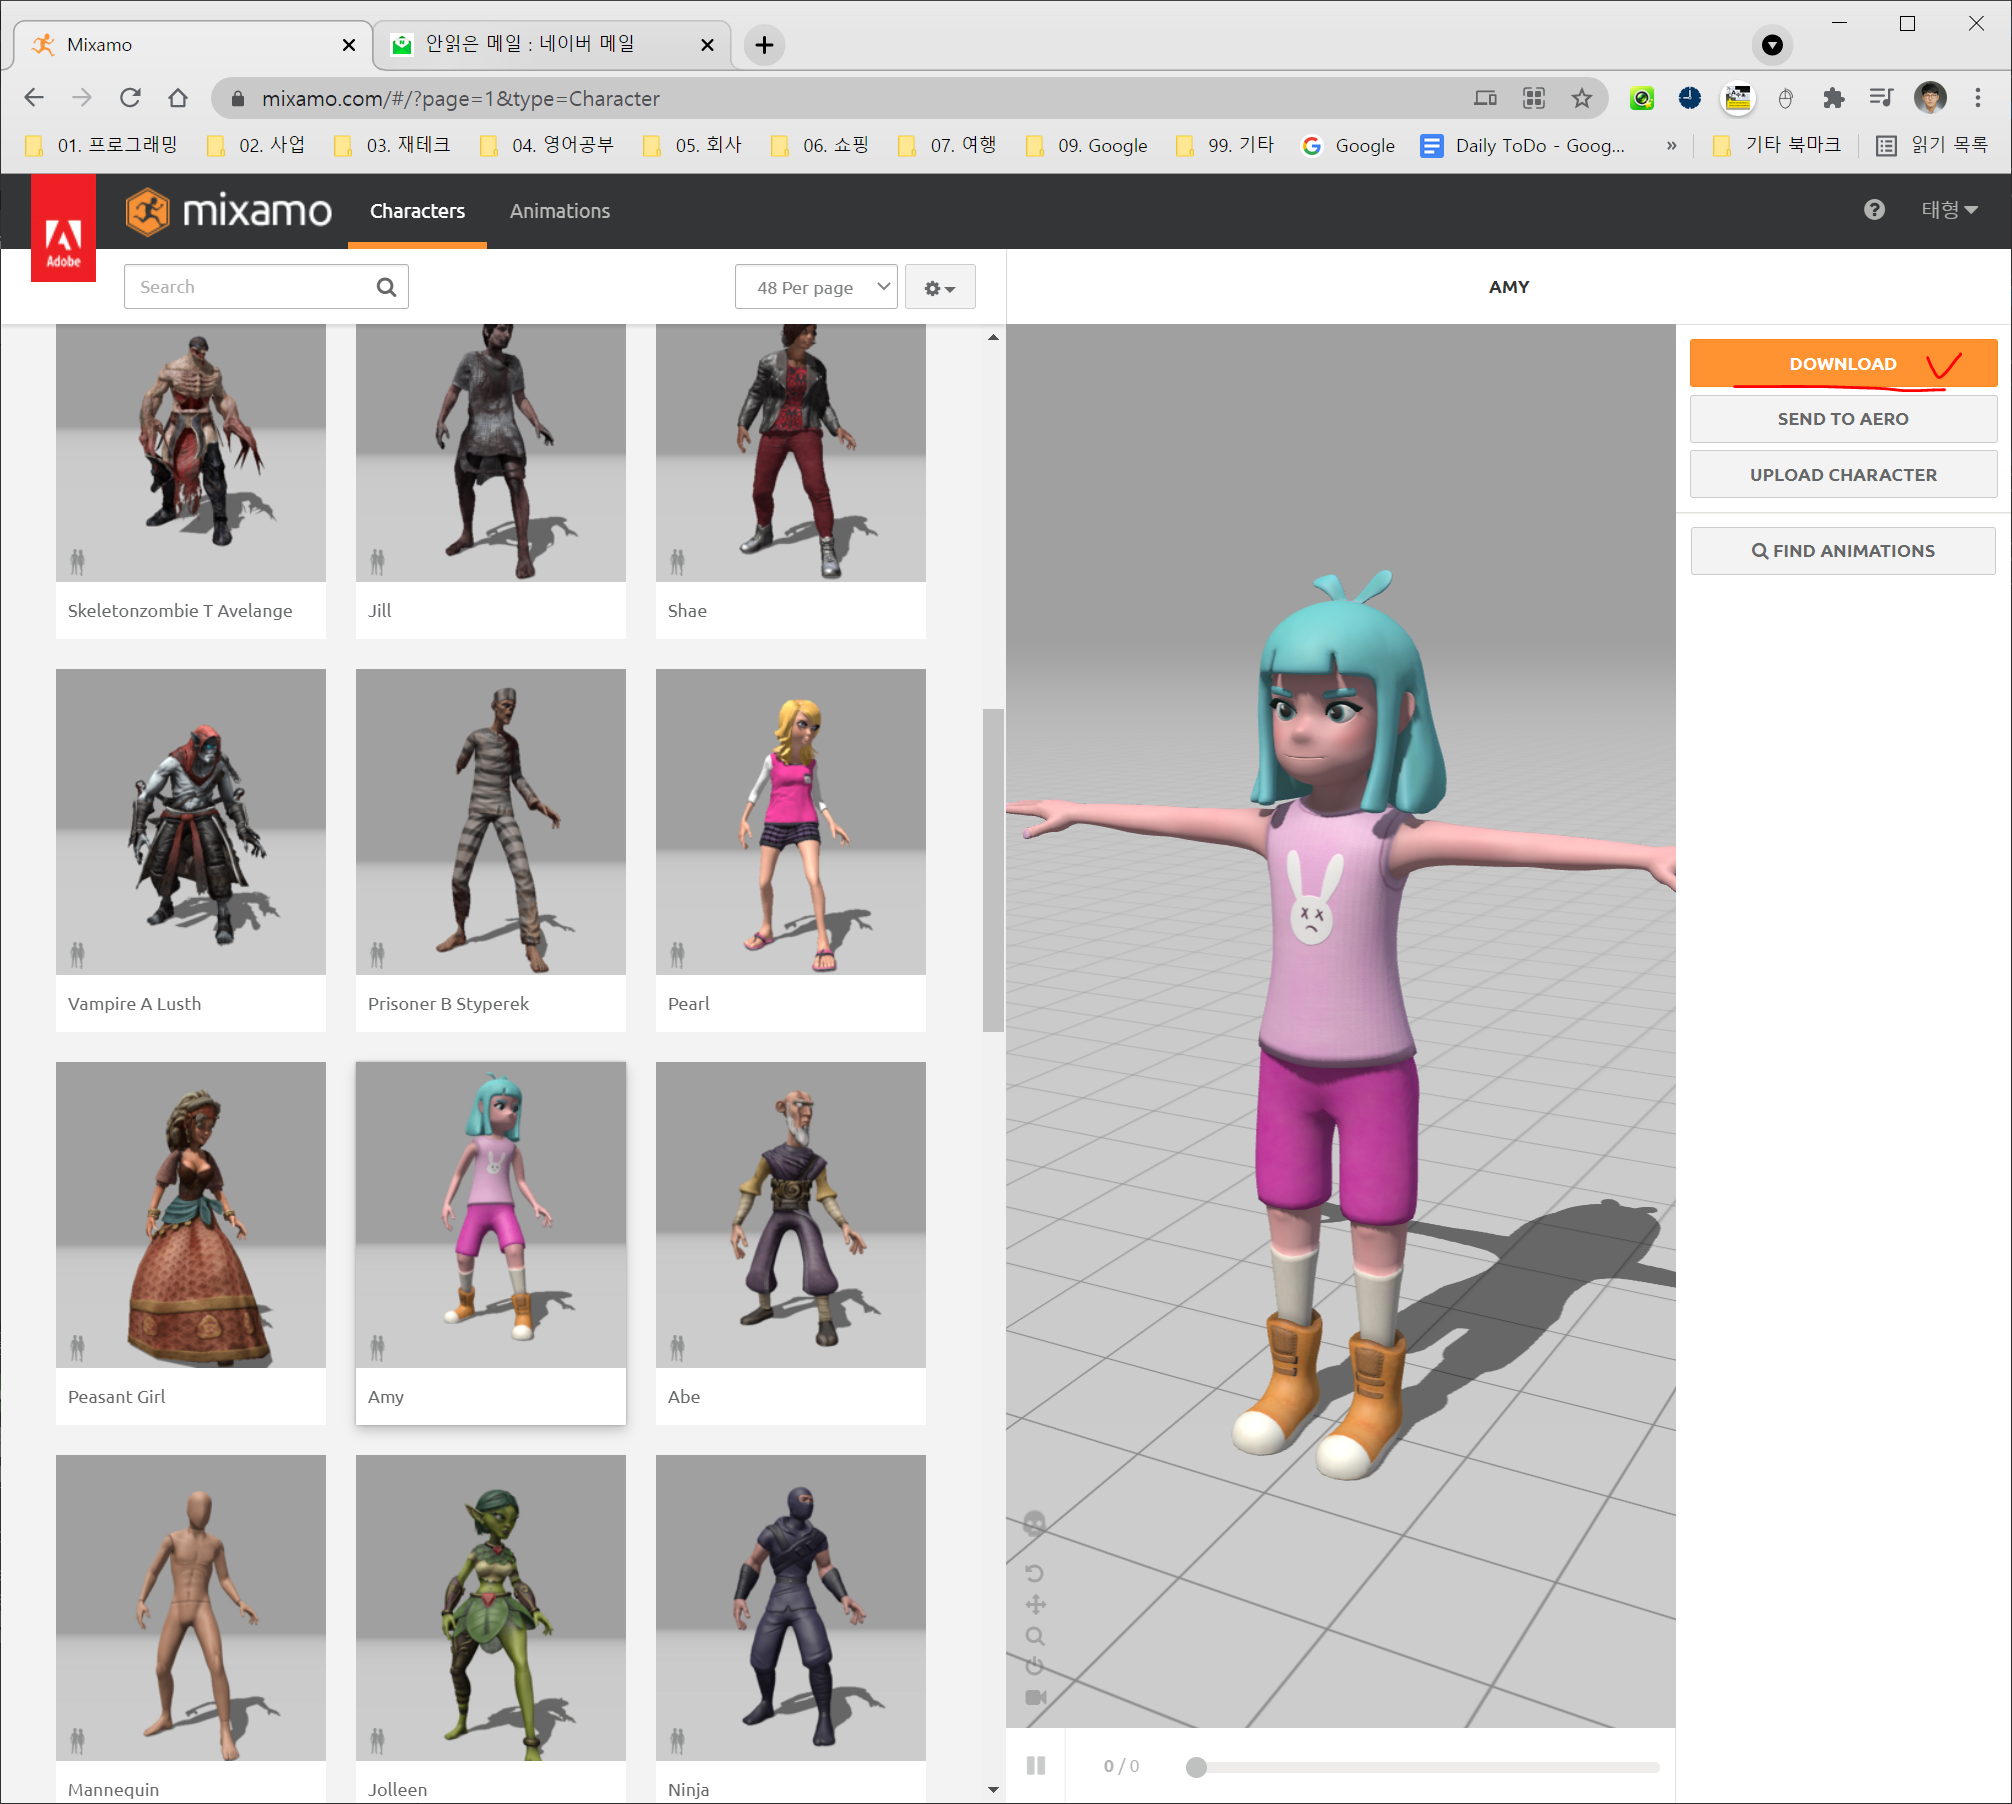 Mixamo
안읽은 메일 : 네이버 메일
mixamo.com/#/?page=1&type=Character
01. 프로그래밍
02. 사업
03. 재테크
04. 영어공부
05. 회사
06. 쇼핑
07. 여행
09. Google
99. 기타
Google
Daily ToDo - Goog...
»
기타 북마크
읽기 목록
Adobe
mixamo
Characters
Animations
태형
Search
48 Per page
AMY
DOWNLOAD
SEND TO AERO
UPLOAD CHARACTER
FIND ANIMATIONS
Skeletonzombie T Avelange
Jill
Shae
Vampire A Lusth
Prisoner B Styperek
Pearl
Peasant Girl
Amy
Abe
Mannequin
Jolleen
Ninja
0 / 0